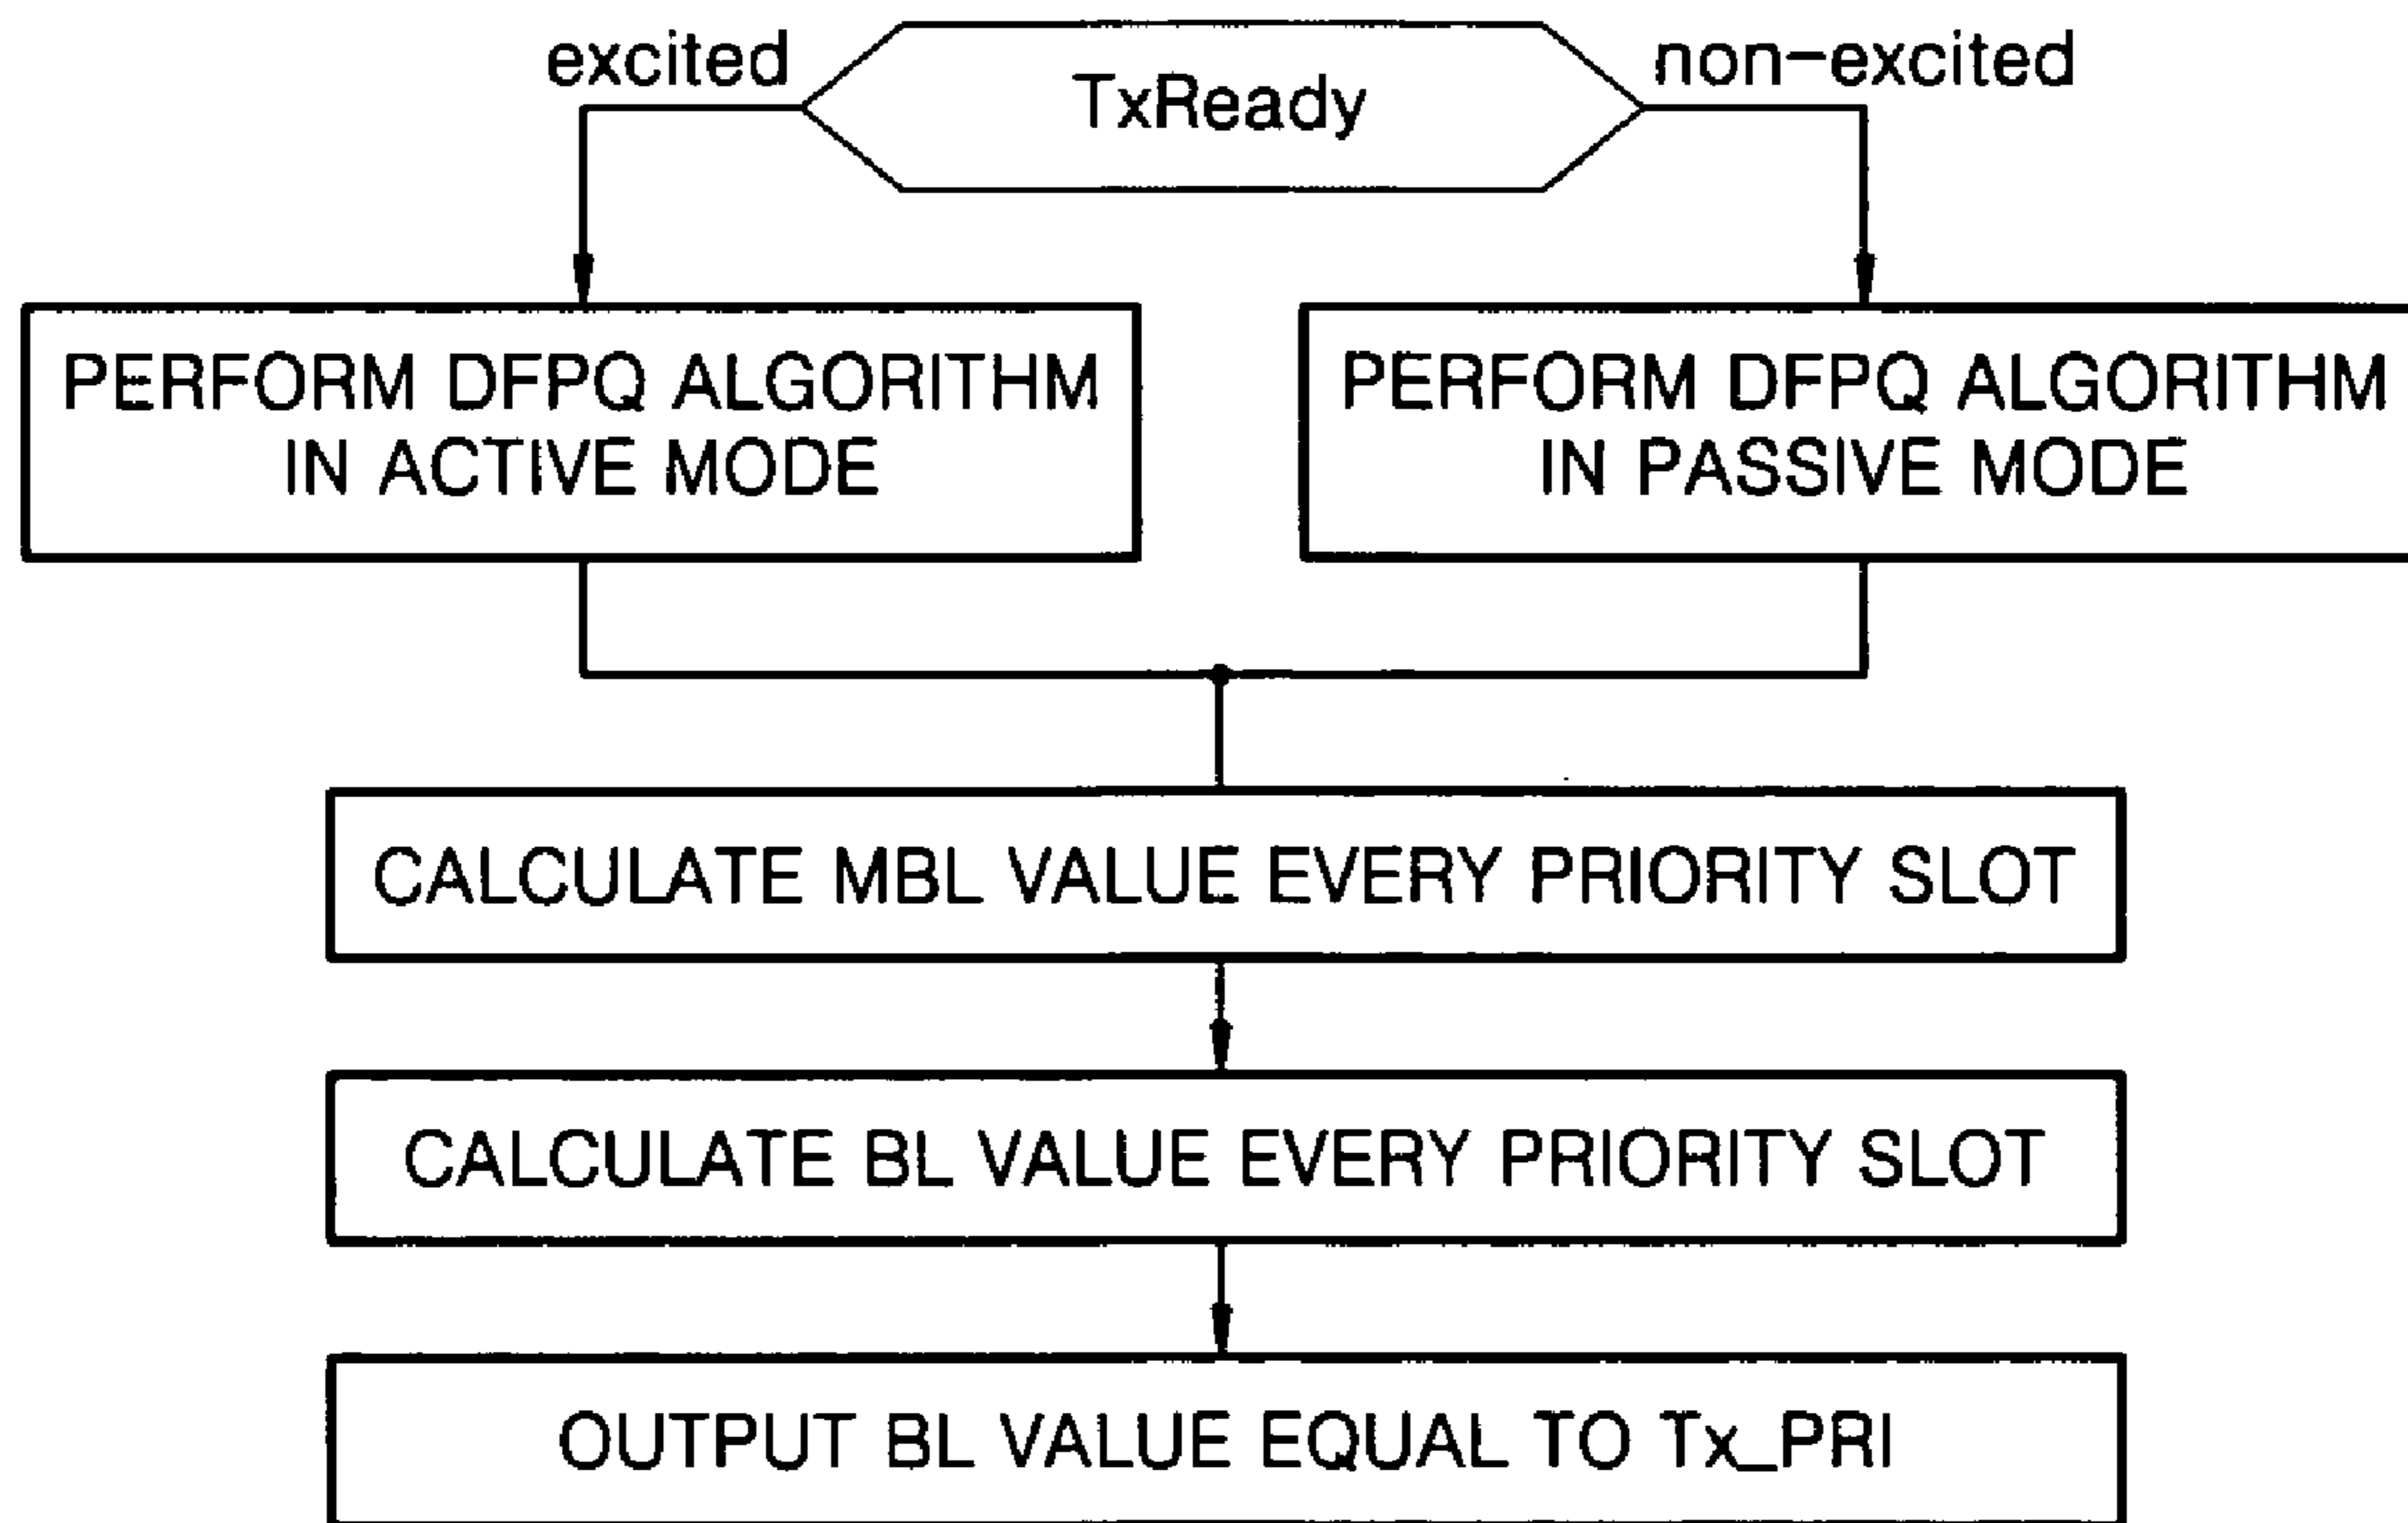 excited
TxReady
non-excited
PERFORM DFPQ ALGORITHM
IN ACTIVE MODE
PERFORM DFPQ ALGORITHM
IN PASSIVE MODE
CALCULATE MBL VALUE EVERY PRIORITY SLOT
CALCULATE BL VALUE EVERY PRIORITY SLOT
OUTPUT BL VALUE EQUAL TO Tx_PRI